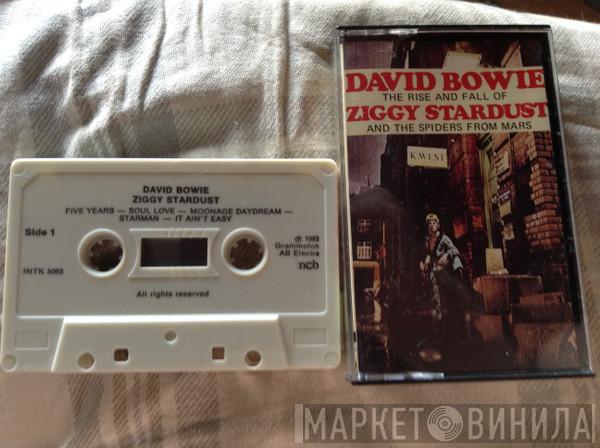 DAVID BOWIE
ZIGGY STARDUST
FIVE YEARS — SOUL LOVE — MOONAGE DAYDREAM —
STARMAN — IT AIN'T EASY
Side 1
℗ 1983
Grammofon
AB Electra
INTK 5063
ncb
All rights reserved
DAVID BOWIE
THE RISE AND FALL OF
ZIGGY STARDUST
AND THE SPIDERS FROM MARS
K.WEST
МАРКЕТ ВИНИЛА